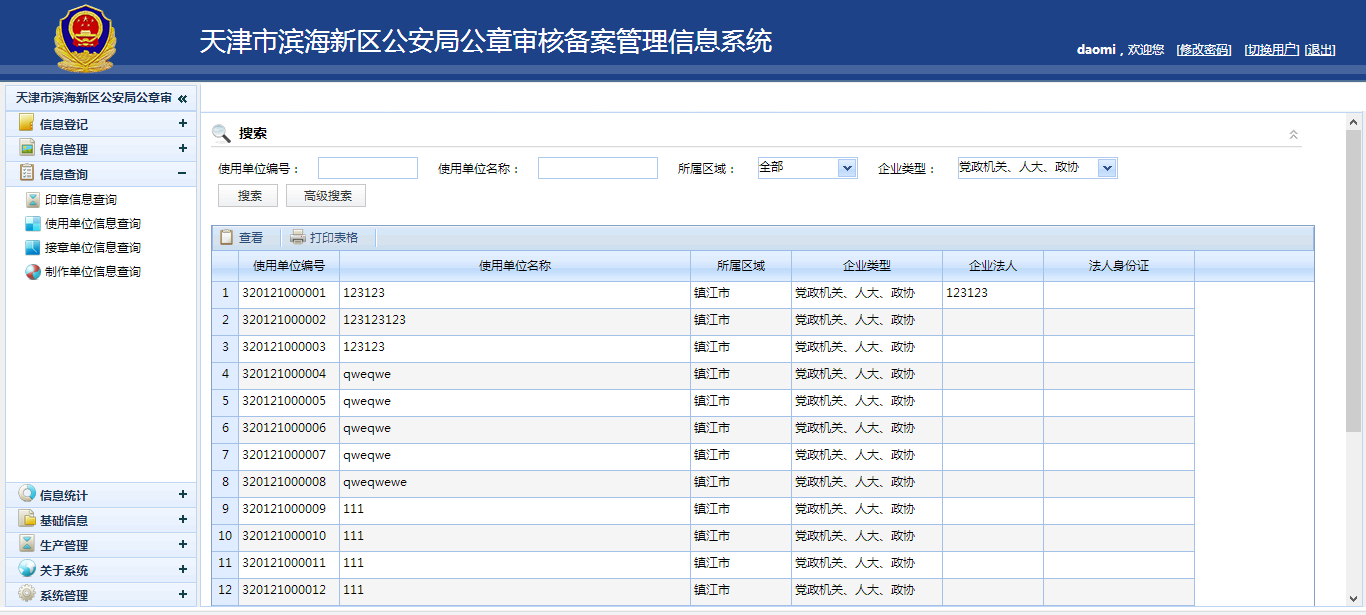 天津市滨海新区公安局公章审核备案管理信息系统
daomi，欢迎您 [修改密码] [切换用户] [退出]
天津市滨海新区公安局公章审 «
信息登记 +
信息管理 +
信息查询 −
印章信息查询
使用单位信息查询
接章单位信息查询
制作单位信息查询
信息统计 +
基础信息 +
生产管理 +
关于系统 +
系统管理 +
搜索
使用单位编号： 使用单位名称： 所属区域： 全部 企业类型： 党政机关、人大、政协
搜索 高级搜索
查看 打印表格
使用单位编号 使用单位名称 所属区域 企业类型 企业法人 法人身份证
1 320121000001 123123 镇江市 党政机关、人大、政协 123123
2 320121000002 123123123 镇江市 党政机关、人大、政协
3 320121000003 123123 镇江市 党政机关、人大、政协
4 320121000004 qweqwe 镇江市 党政机关、人大、政协
5 320121000005 qweqwe 镇江市 党政机关、人大、政协
6 320121000006 qweqwe 镇江市 党政机关、人大、政协
7 320121000007 qweqwe 镇江市 党政机关、人大、政协
8 320121000008 qweqwewe 镇江市 党政机关、人大、政协
9 320121000009 111 镇江市 党政机关、人大、政协
10 320121000010 111 镇江市 党政机关、人大、政协
11 320121000011 111 镇江市 党政机关、人大、政协
12 320121000012 111 镇江市 党政机关、人大、政协